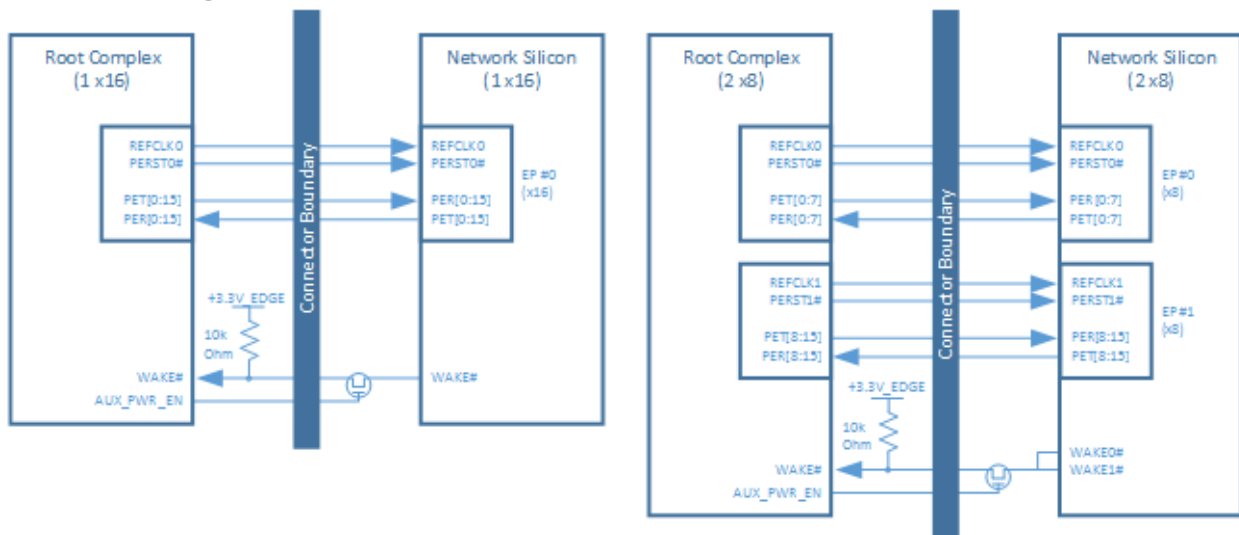 Root Complex
(1 x16)
REFCLK0
PERST0#
PET[0:15]
PER[0:15]
+3.3V_EDGE
10k
Ohm
WAKE#
AUX_PWR_EN
Connector Boundary
Network Silicon
(1 x16)
REFCLK0
PERST0#
PER[0:15]
PET[0:15]
EP #0
(x16)
WAKE#
Root Complex
(2 x8)
REFCLK0
PERST0#
PET[0:7]
PER[0:7]
REFCLK1
PERST1#
PET[8:15]
PER[8:15]
+3.3V_EDGE
10k
Ohm
WAKE#
AUX_PWR_EN
Connector Boundary
Network Silicon
(2 x8)
REFCLK0
PERST0#
PER[0:7]
PET[0:7]
EP#0
(x8)
REFCLK1
PERST1#
PER[8:15]
PET[8:15]
EP#1
(x8)
WAKE0#
WAKE1#